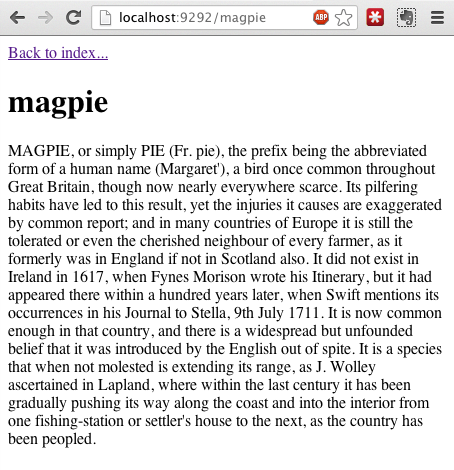 localhost:9292/magpie
ABP
Back to index...
magpie
MAGPIE, or simply PIE (Fr. pie), the prefix being the abbreviated
form of a human name (Margaret'), a bird once common throughout
Great Britain, though now nearly everywhere scarce. Its pilfering
habits have led to this result, yet the injuries it causes are exaggerated
by common report; and in many countries of Europe it is still the
tolerated or even the cherished neighbour of every farmer, as it
formerly was in England if not in Scotland also. It did not exist in
Ireland in 1617, when Fynes Morison wrote his Itinerary, but it had
appeared there within a hundred years later, when Swift mentions its
occurrences in his Journal to Stella, 9th July 1711. It is now common
enough in that country, and there is a widespread but unfounded
belief that it was introduced by the English out of spite. It is a species
that when not molested is extending its range, as J. Wolley
ascertained in Lapland, where within the last century it has been
gradually pushing its way along the coast and into the interior from
one fishing-station or settler's house to the next, as the country has
been peopled.